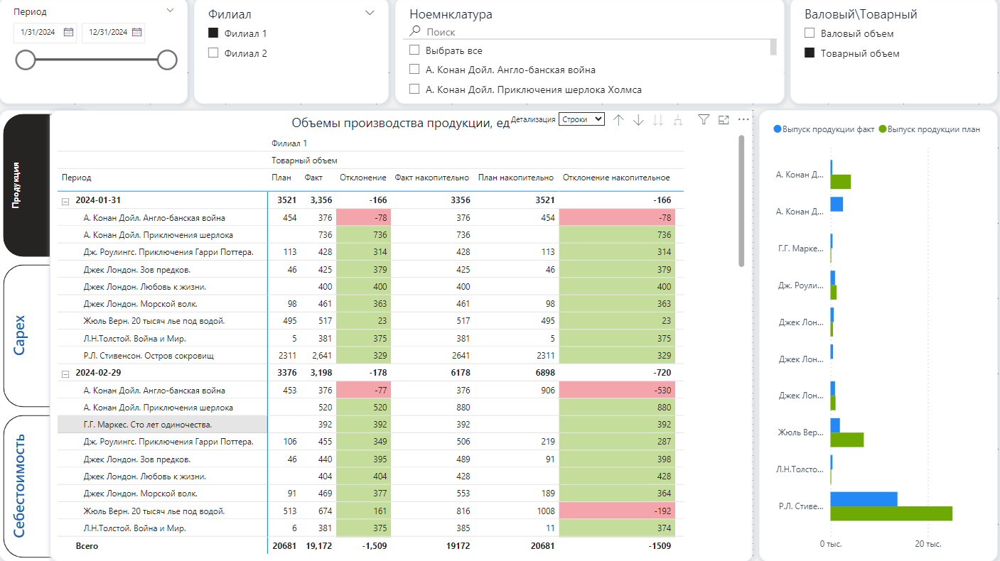 Период
1/31/2024 12/31/2024
Филиал
Филиал 1
Филиал 2
Ноемнклатура
Поиск
Выбрать все
А. Конан Дойл. Англо-банская война
А. Конан Дойл. Приключения шерлока Холмса
Валовый\Товарный
Валовый объем
Товарный объем
Продукция
Capex
Себестоимость
Объемы производства продукции, ед
Детализация Строки
Филиал 1
Товарный объем
Период План Факт Отклонение Факт накопительно План накопительно Отклонение накопительное
2024-01-31 3521 3,356 -166 3356 3521 -166
А. Конан Дойл. Англо-банская война 454 376 -78 376 454 -78
А. Конан Дойл. Приключения шерлока 736 736 736 736
Дж. Роулингс. Приключения Гарри Поттера. 113 428 314 428 113 314
Джек Лондон. Зов предков. 46 425 379 425 46 379
Джек Лондон. Любовь к жизни. 400 400 400 400
Джек Лондон. Морской волк. 98 461 363 461 98 363
Жюль Верн. 20 тысяч лье под водой. 495 517 23 517 495 23
Л.Н.Толстой. Война и Мир. 5 381 375 381 5 375
Р.Л. Стивенсон. Остров сокровищ 2311 2,641 329 2641 2311 329
2024-02-29 3376 3,198 -178 6178 6898 -720
А. Конан Дойл. Англо-банская война 453 376 -77 376 906 -530
А. Конан Дойл. Приключения шерлока 520 520 880 880
Г.Г. Маркес. Сто лет одиночества. 392 392 392 392
Дж. Роулингс. Приключения Гарри Поттера. 106 455 349 506 219 287
Джек Лондон. Зов предков. 46 440 395 489 91 398
Джек Лондон. Любовь к жизни. 404 404 428 428
Джек Лондон. Морской волк. 91 469 377 553 189 364
Жюль Верн. 20 тысяч лье под водой. 513 674 161 816 1008 -192
Л.Н.Толстой. Война и Мир. 6 381 375 385 11 374
Всего 20681 19,172 -1,509 19172 20681 -1509
Выпуск продукции факт Выпуск продукции план
А. Конан Д...
А. Конан Д...
Г.Г. Марке...
Дж. Роули...
Джек Лон...
Джек Лон...
Джек Лон...
Жюль Вер...
Л.Н.Толсто...
Р.Л. Стиве...
0 тыс. 20 тыс.